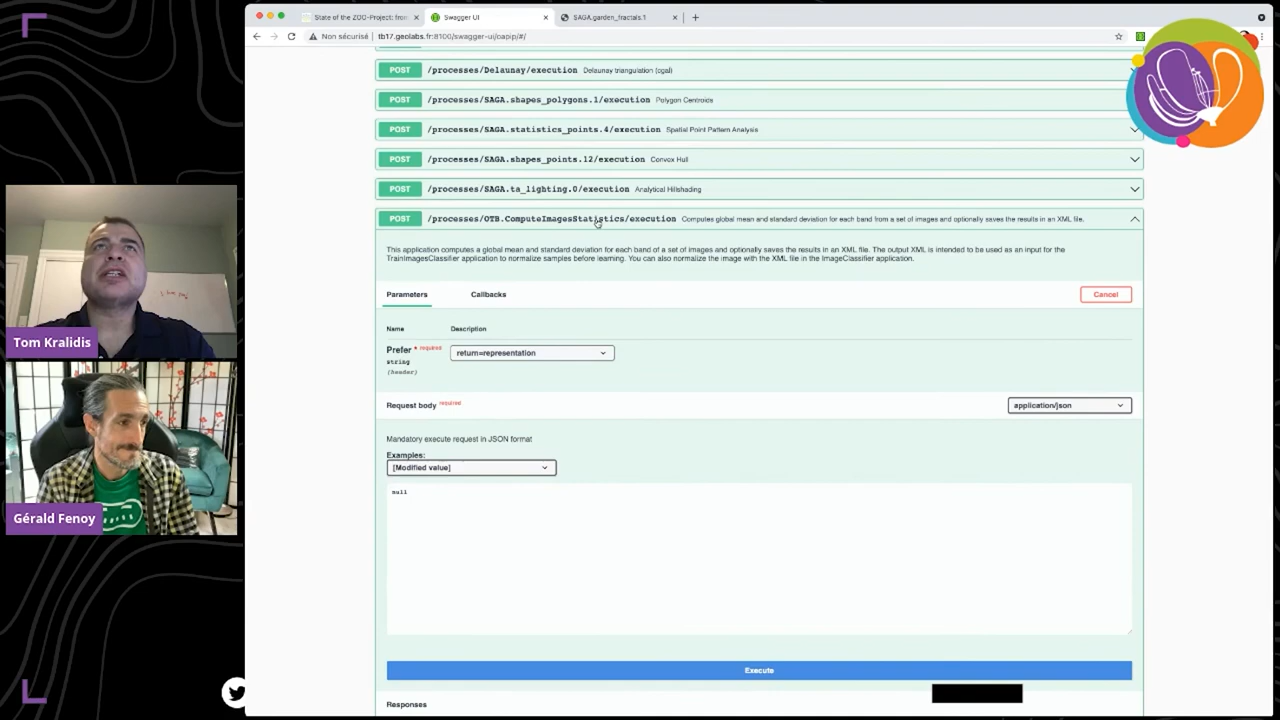 State of the ZOO-Project: fron
Swagger UI
SAGA.garden_fractals.1
Non sécurisé tb17.geolabs.fr:8100/swagger-ui/oapip/#/
POST /processes/Delaunay/execution Delaunay triangulation (cgal)
POST /processes/SAGA.shapes_polygons.1/execution Polygon Centroids
POST /processes/SAGA.statistics_points.4/execution Spatial Point Pattern Analysis
POST /processes/SAGA.shapes_points.12/execution Convex Hull
POST /processes/SAGA.ta_lighting.0/execution Analytical Hillshading
POST /processes/OTB.ComputeImagesStatistics/execution Computes global mean and standard deviation for each band from a set of images and optionally saves the results in an XML file.
This application computes a global mean and standard deviation for each band of a set of images and optionally saves the results in an XML file. The output XML is intended to be used as an input for the
TrainImagesClassifier application to normalize samples before learning. You can also normalize the image with the XML file in the ImageClassifier application.
Parameters Callbacks Cancel
Name Description
Prefer * required return=representation
string
(header)
Request body required application/json
Mandatory execute request in JSON format
Examples:
[Modified value]
null
Execute
Responses
Tom Kralidis
Gérald Fenoy